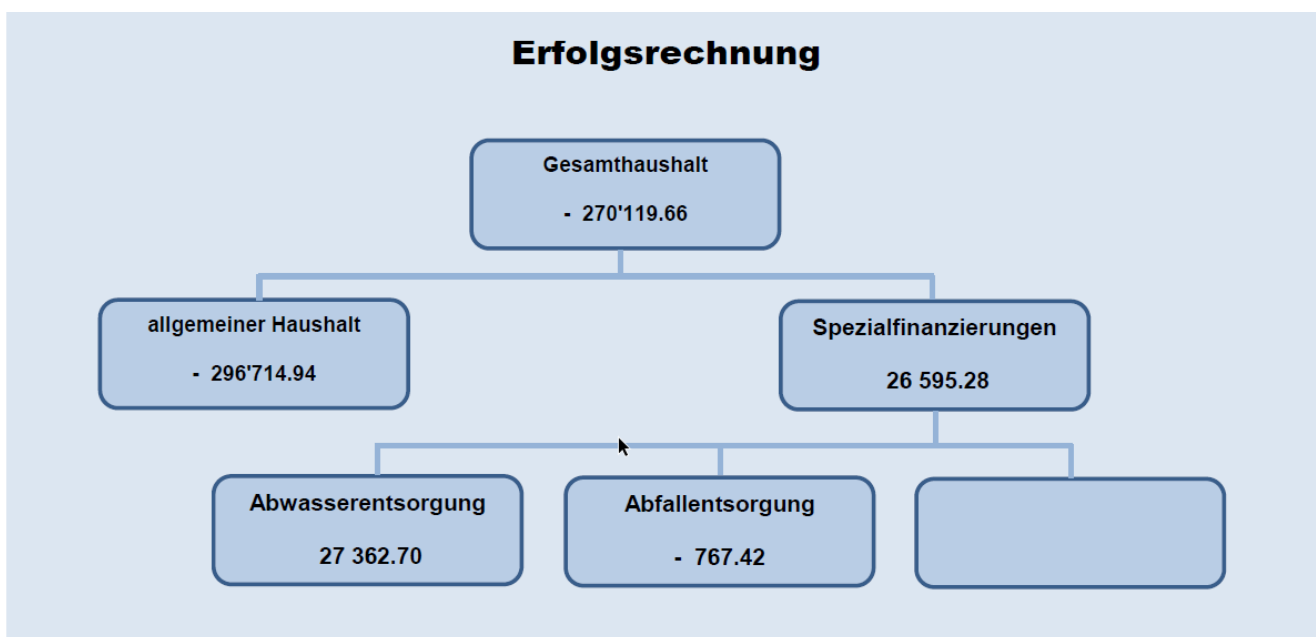 Erfolgsrechnung
Gesamthaushalt
- 270'119.66
allgemeiner Haushalt
- 296'714.94
Spezialfinanzierungen
26 595.28
Abwasserentsorgung
27 362.70
Abfallentsorgung
- 767.42